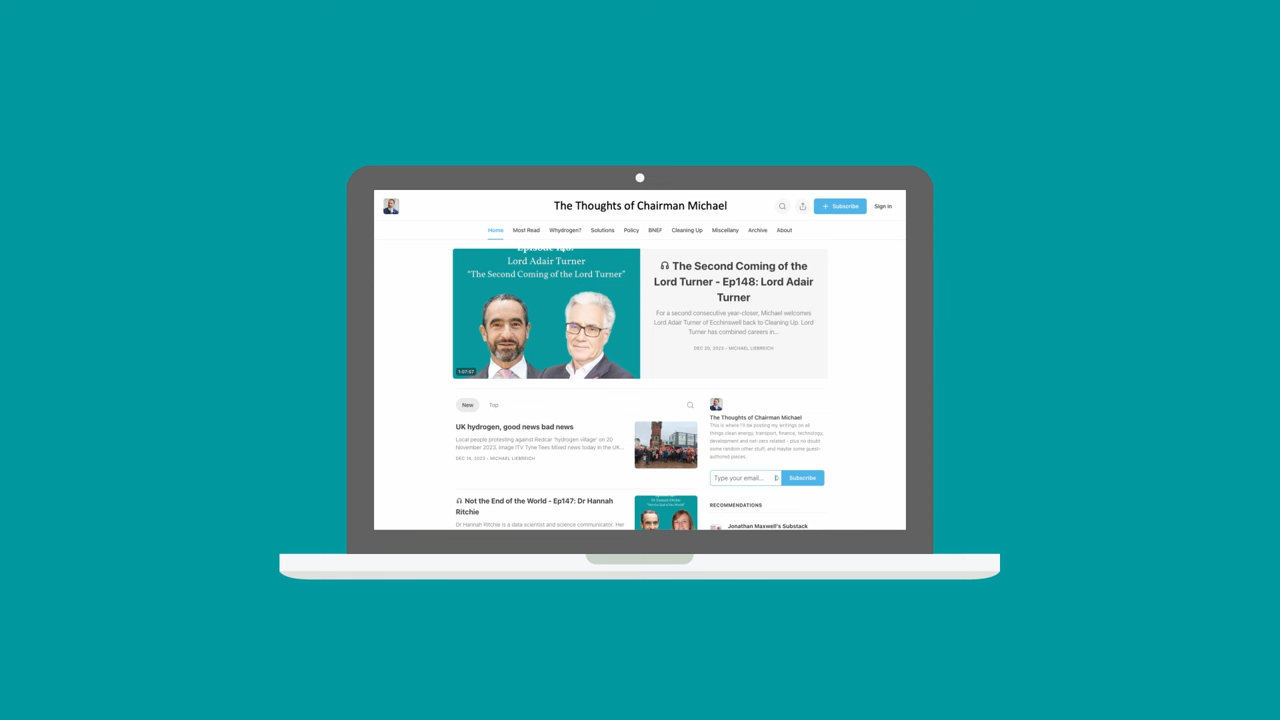 The Thoughts of Chairman Michael
Subscribe
Sign in
Home
Most Read
Whydrogen?
Solutions
Policy
BNEF
Cleaning Up
Miscellany
Archive
About
Lord Adair Turner
"The Second Coming of the Lord Turner"
1:07:47
The Second Coming of the
Lord Turner - Ep148: Lord Adair
Turner
For a second consecutive year-closer, Michael welcomes
Lord Adair Turner of Ecchinswell back to Cleaning Up. Lord
Turner has combined careers in...
DEC 20, 2023 • MICHAEL LIEBREICH
New
Top
UK hydrogen, good news bad news
Local people protesting against Redcar 'hydrogen village' on 20
November 2023. Image ITV Tyne Tees Mixed news today in the UK...
DEC 16, 2023 • MICHAEL LIEBREICH
Not the End of the World - Ep147: Dr Hannah
Ritchie
Dr Hannah Ritchie is a data scientist and science communicator. Her
The Thoughts of Chairman Michael
This is where I'll be posting my writings on all
things clean energy, transport, finance, technology,
development and net-zero related - plus no doubt
some random other stuff, and maybe some guest-
authored pieces.
Type your email...
Subscribe
RECOMMENDATIONS
Jonathan Maxwell's Substack